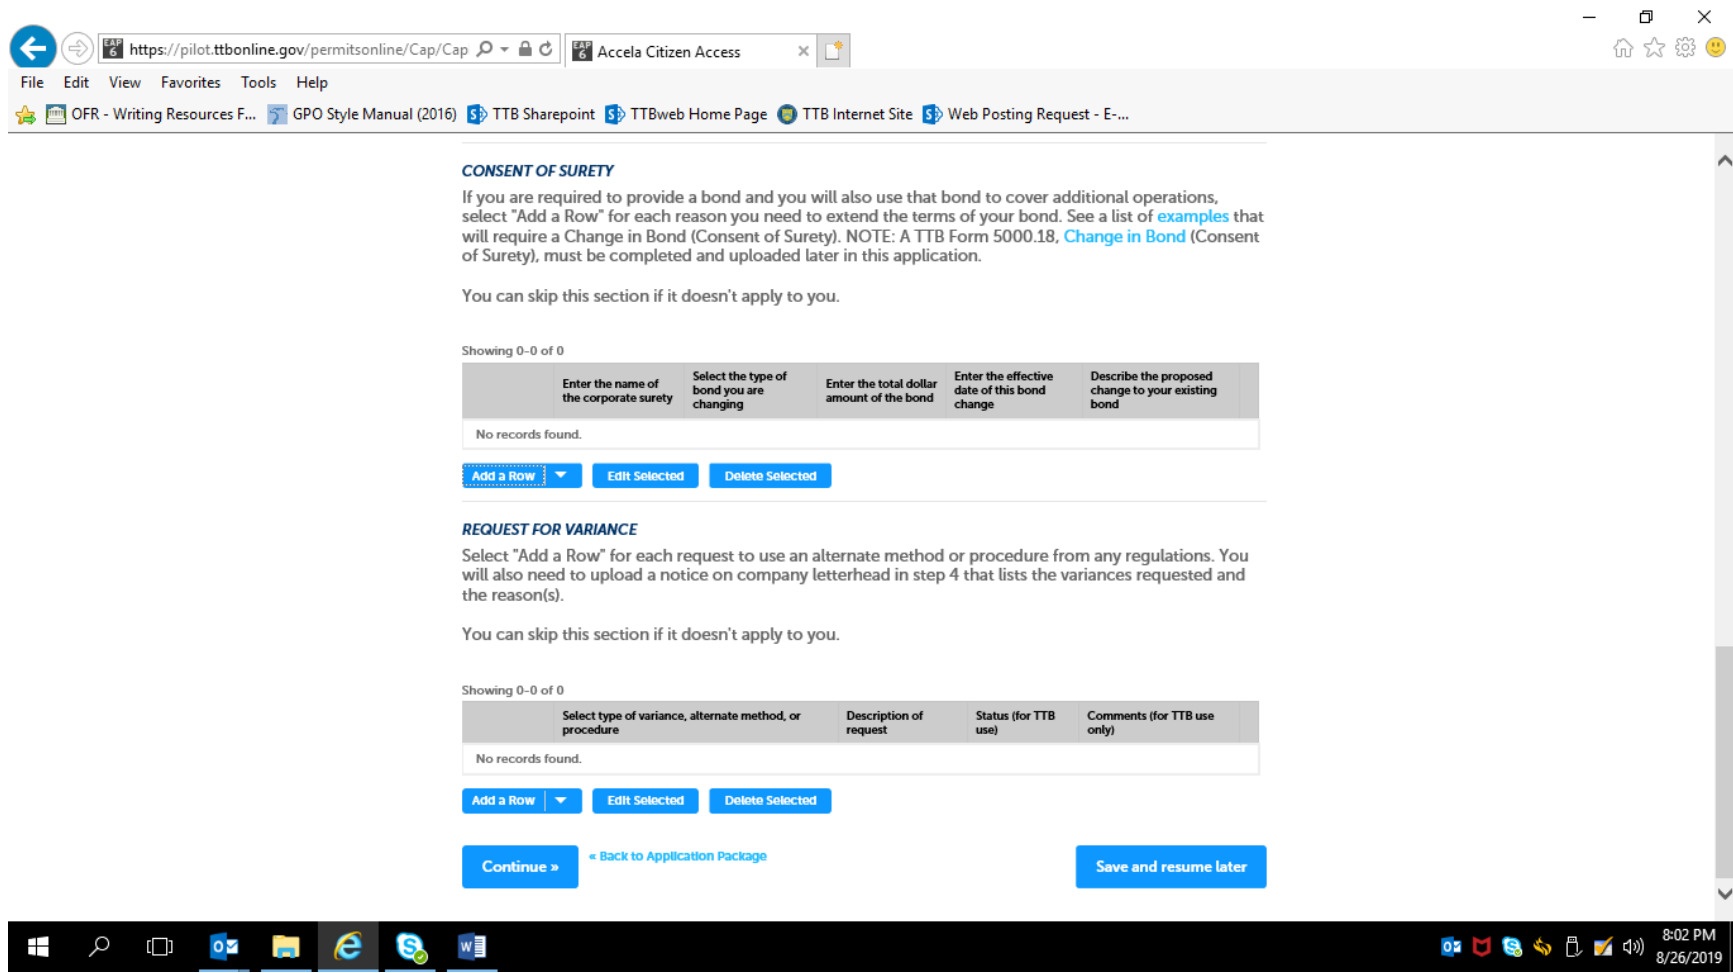 https://pilot.ttbonline.gov/permitsonline/Cap/Cap
Accela Citizen Access
File Edit View Favorites Tools Help
OFR - Writing Resources F... GPO Style Manual (2016) TTB Sharepoint TTBweb Home Page TTB Internet Site Web Posting Request - E-...
CONSENT OF SURETY
If you are required to provide a bond and you will also use that bond to cover additional operations,
select "Add a Row" for each reason you need to extend the terms of your bond. See a list of examples that
will require a Change in Bond (Consent of Surety). NOTE: A TTB Form 5000.18, Change in Bond (Consent
of Surety), must be completed and uploaded later in this application.
You can skip this section if it doesn't apply to you.
Showing 0-0 of 0
Enter the name of
the corporate surety
Select the type of
bond you are
changing
Enter the total dollar
amount of the bond
Enter the effective
date of this bond
change
Describe the proposed
change to your existing
bond
No records found.
Add a Row Edit Selected Delete Selected
REQUEST FOR VARIANCE
Select "Add a Row" for each request to use an alternate method or procedure from any regulations. You
will also need to upload a notice on company letterhead in step 4 that lists the variances requested and
the reason(s).
You can skip this section if it doesn't apply to you.
Showing 0-0 of 0
Select type of variance, alternate method, or
procedure
Description of
request
Status (for TTB
use)
Comments (for TTB use
only)
No records found.
Add a Row Edit Selected Delete Selected
Continue » « Back to Application Package Save and resume later
8:02 PM
8/26/2019